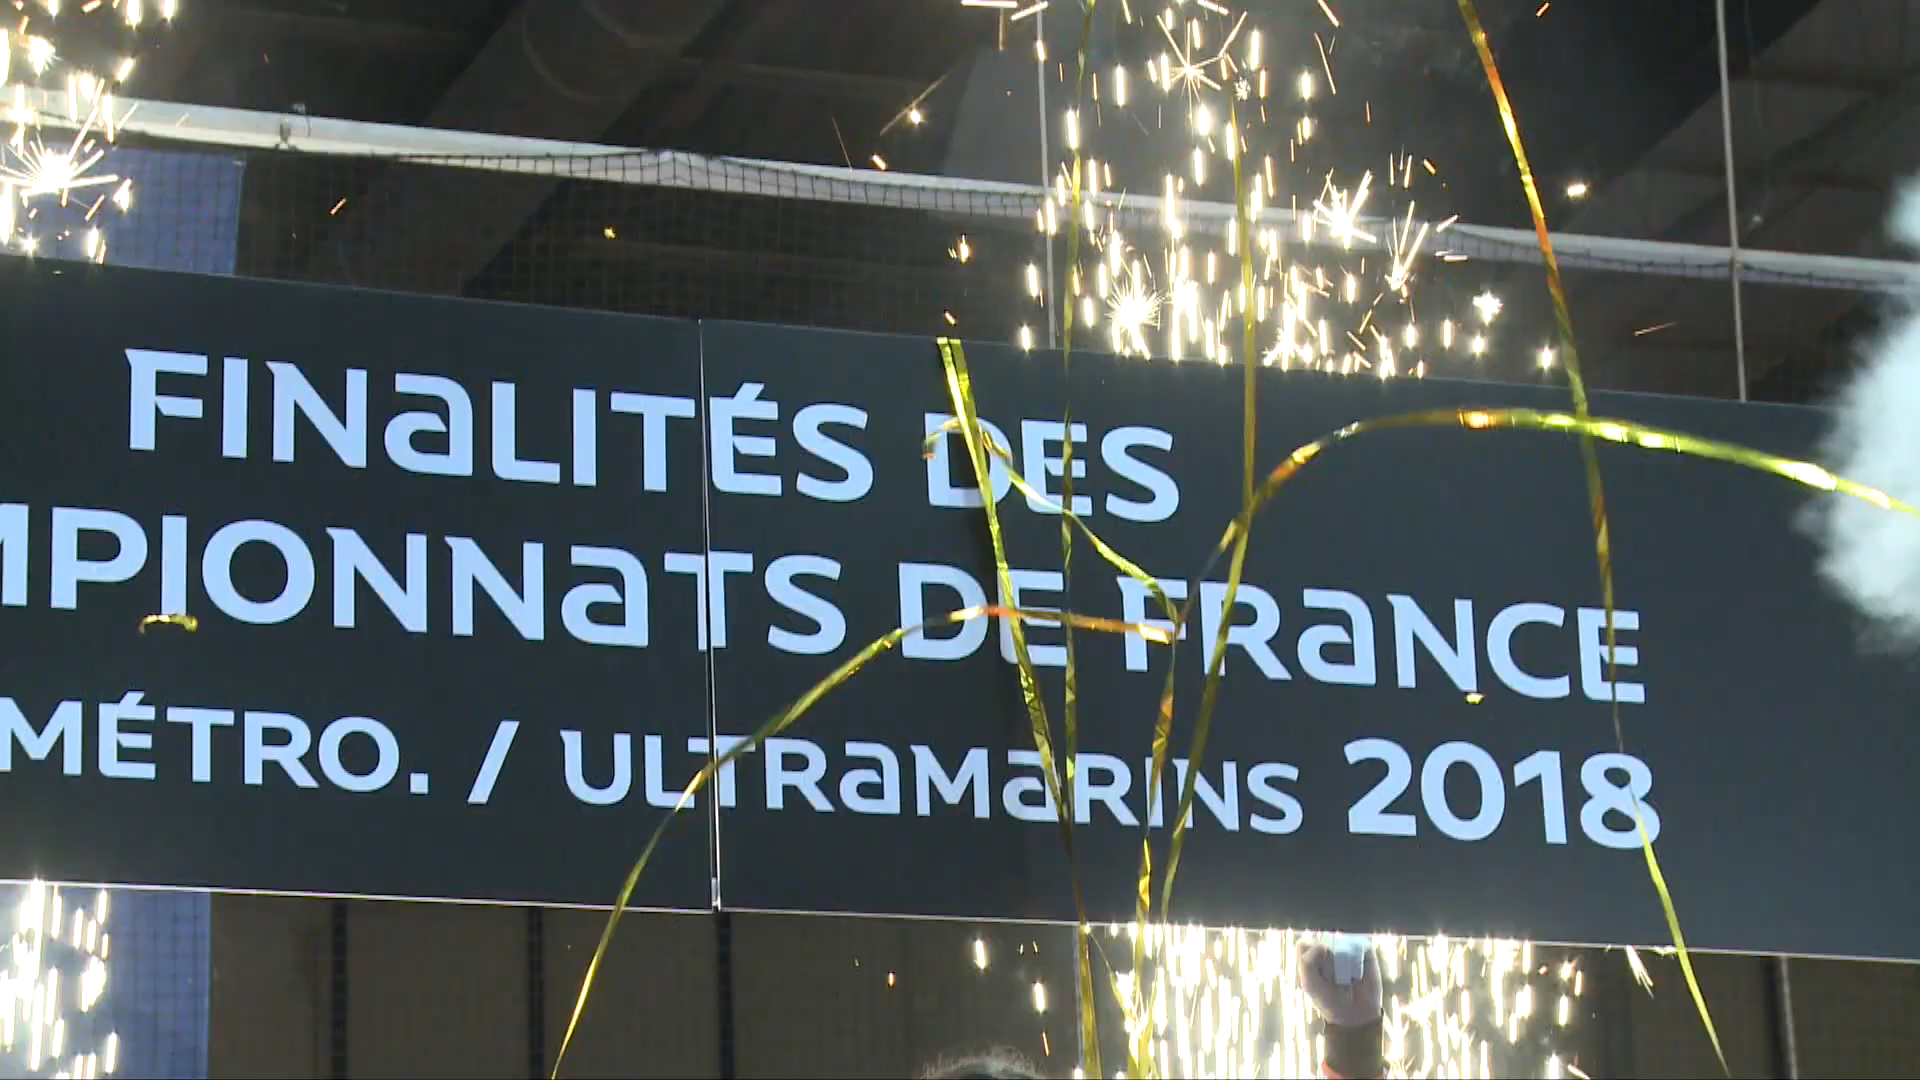 FINALITÉS DES
MPIONNATS DE FRANCE
MÉTRO. / ULTRAMARINS 2018